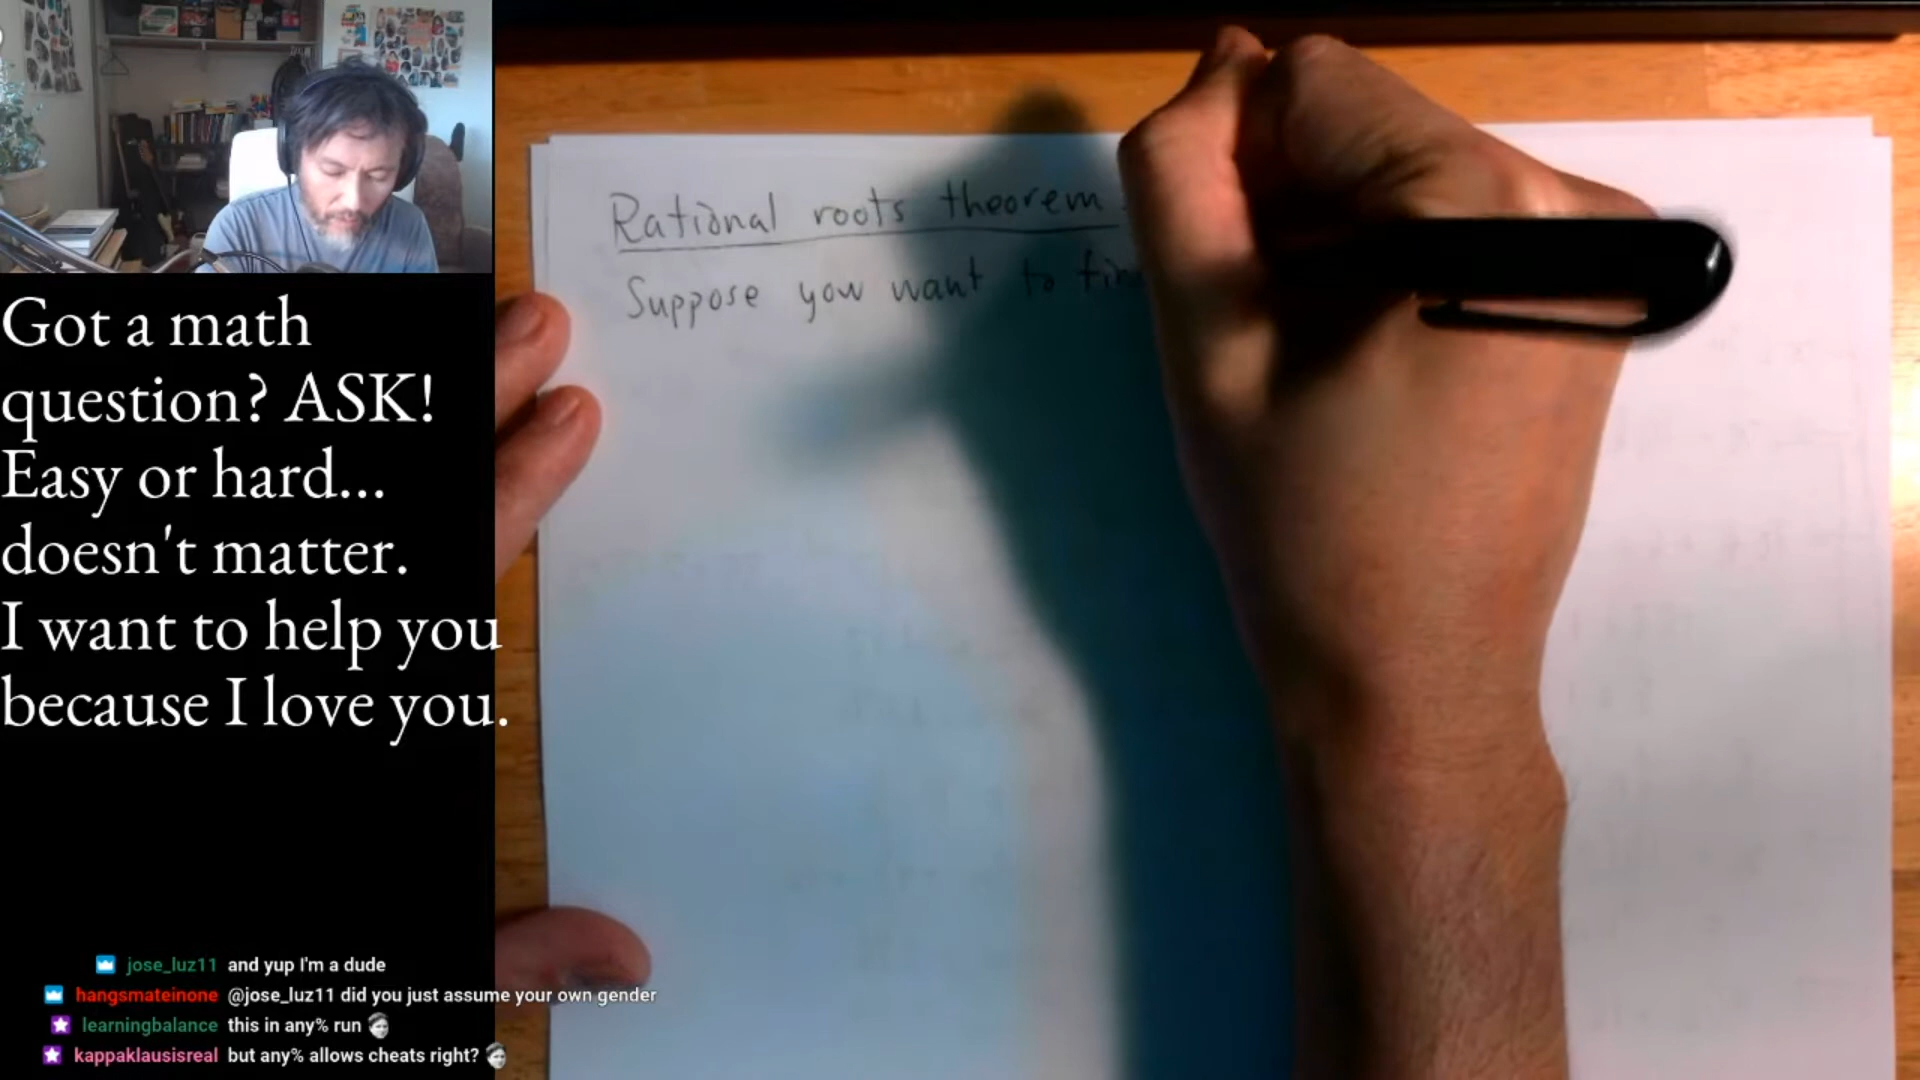 Got a math
question? ASK!
Easy or hard...
doesn't matter.
I want to help you
because I love you.
jose_luz11 and yup I'm a dude
hangsmateinone @jose_luz11 did you just assume your own gender
learningbalance this in any% run
kappaklausisreal but any% allows cheats right?
Rational roots theorem
Suppose you want to